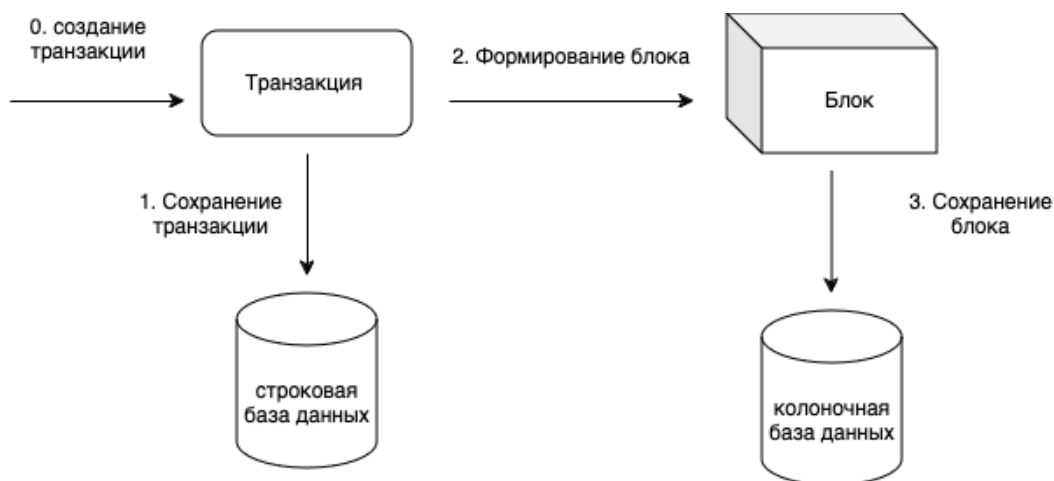 0. создание
транзакции
Транзакция
2. Формирование блока
Блок
1. Сохранение
транзакции
3. Сохранение
блока
строковая
база данных
колоночная
база данных